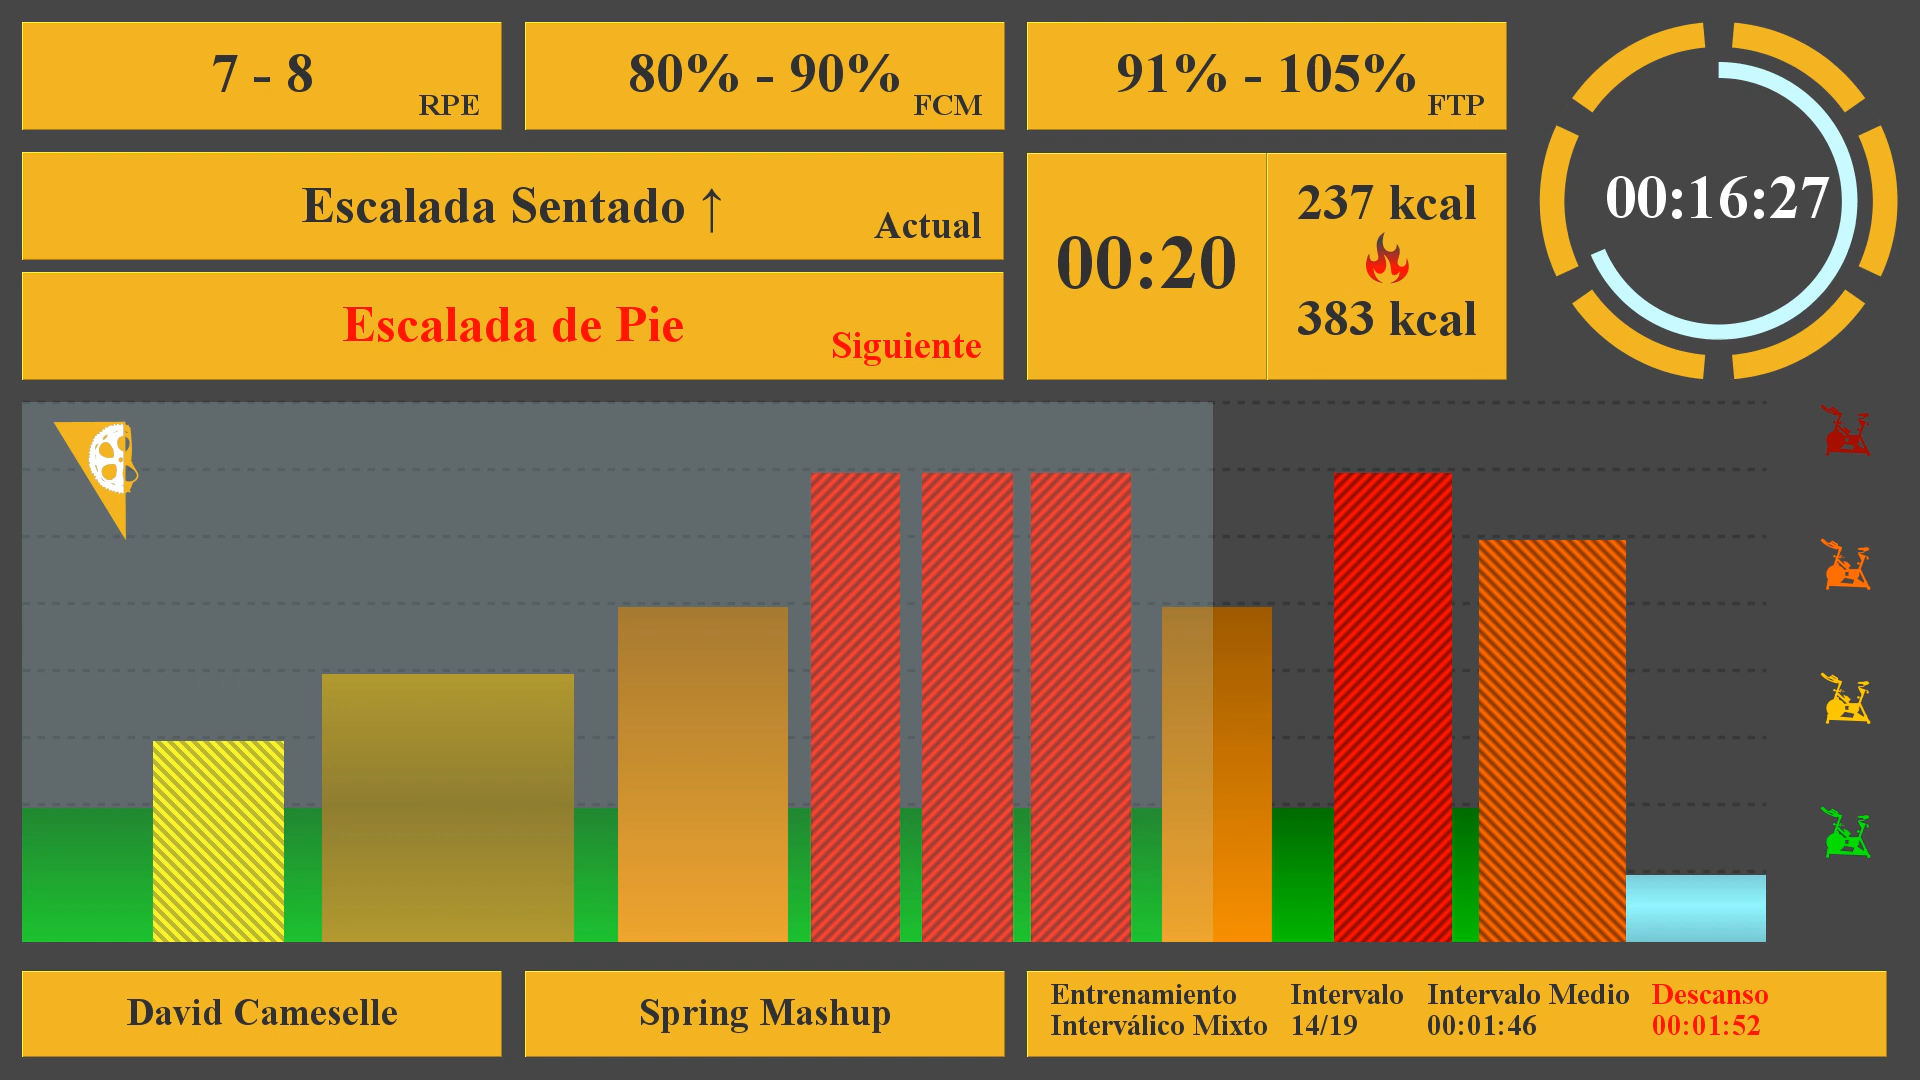 7 - 8
RPE
80% - 90%
FCM
91% - 105%
FTP
00:16:27
Escalada Sentado ↑
Actual
Escalada de Pie
Siguiente
00:20
237 kcal
383 kcal
David Cameselle
Spring Mashup
Entrenamiento
Interválico Mixto
Intervalo
14/19
Intervalo Medio
00:01:46
Descanso
00:01:52